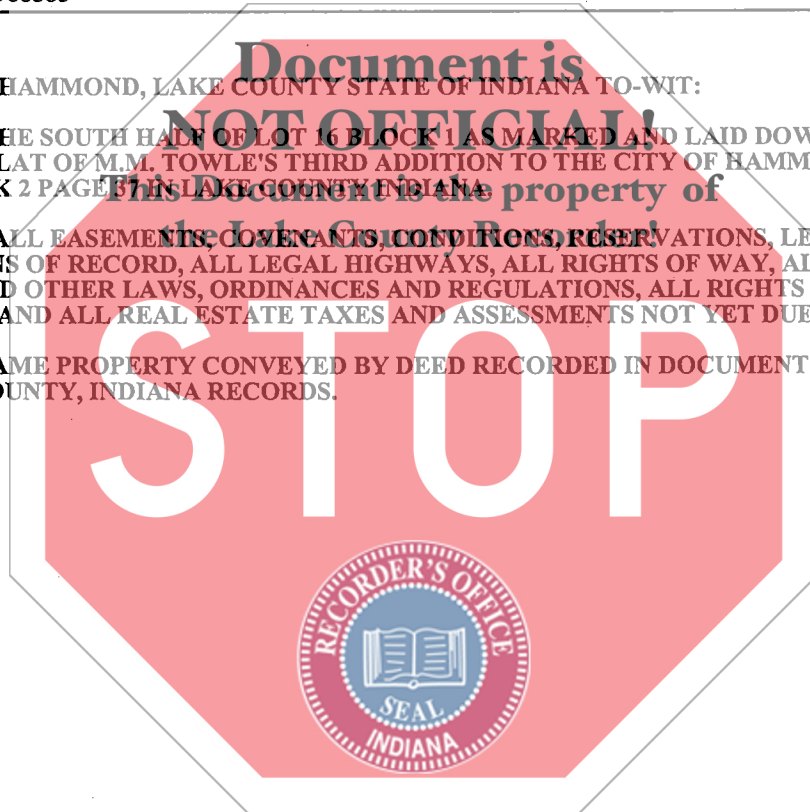 Document is
HAMMOND, LAKE COUNTY STATE OF INDIANA TO-WIT:
NOT OFFICIAL!
HE SOUTH HALF OF LOT 16 BLOCK 1 AS MARKED AND LAID DOW
LAT OF M.M. TOWLE'S THIRD ADDITION TO THE CITY OF HAMM
K 2 PAGE 37 IN LAKE COUNTY INDIANA.
This Document is the property of
the Lake County Recorder!
ALL EASEMENTS, COVENANTS, CONDITIONS, RESERVATIONS, LE
NS OF RECORD, ALL LEGAL HIGHWAYS, ALL RIGHTS OF WAY, AL
D OTHER LAWS, ORDINANCES AND REGULATIONS, ALL RIGHTS
AND ALL REAL ESTATE TAXES AND ASSESSMENTS NOT YET DUE
AME PROPERTY CONVEYED BY DEED RECORDED IN DOCUMENT
OUNTY, INDIANA RECORDS.
STOP
RECORDER'S OFFICE
SEAL
INDIANA